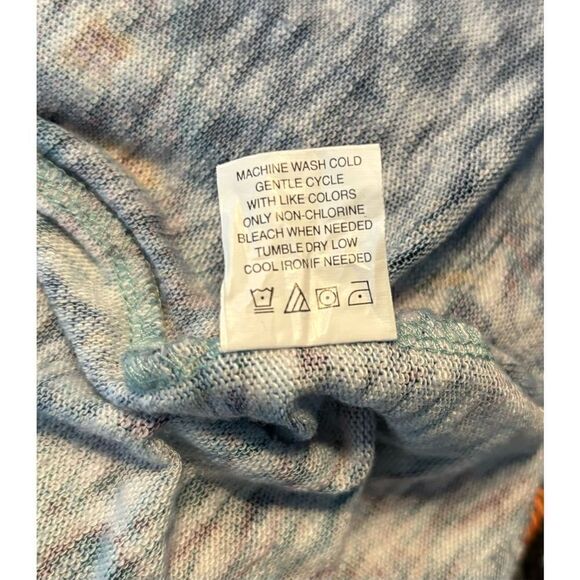 MACHINE WASH COLD
GENTLE CYCLE
WITH LIKE COLORS
ONLY NON-CHLORINE
BLEACH WHEN NEEDED
TUMBLE DRY LOW
COOL IRONIF NEEDED